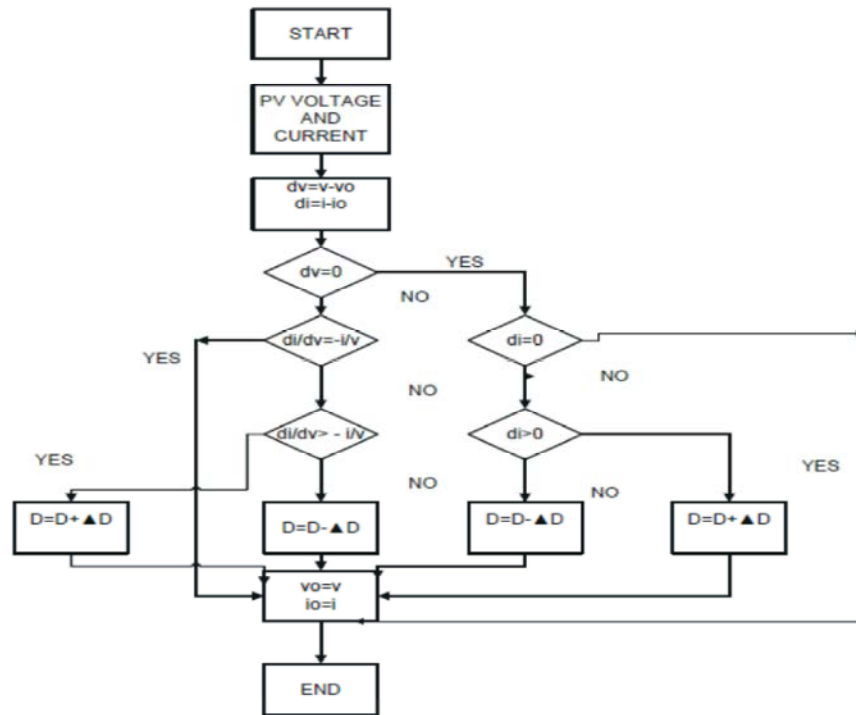 START
PV VOLTAGE
AND
CURRENT
dv=v-vo
di=i-io
dv=0
YES
NO
di/dv=-i/v
di=0
YES
NO
NO
di/dv> - i/v
di>0
YES
YES
NO
NO
D=D+▲D
D=D-▲D
D=D-▲D
D=D+▲D
vo=v
io=i
END